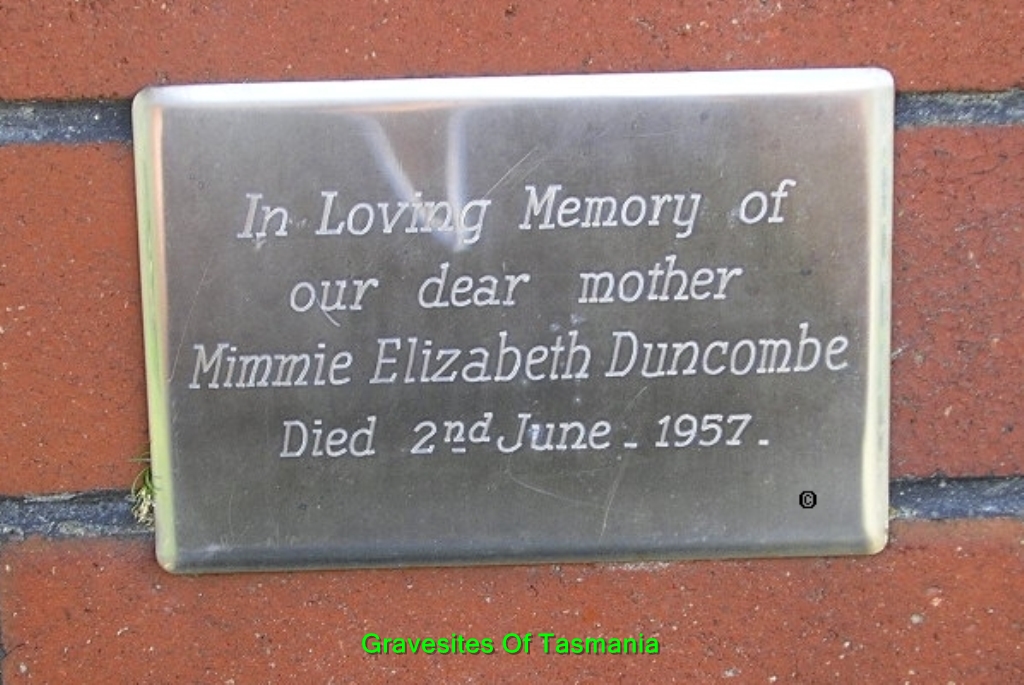 In Loving Memory of
our dear mother
Mimmie Elizabeth Duncombe
Died 2nd June - 1957.
©
Gravesites Of Tasmania